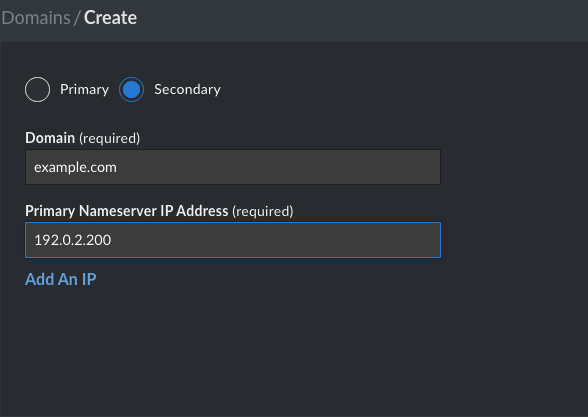 Domains / Create
Primary Secondary
Domain (required)
example.com
Primary Nameserver IP Address (required)
192.0.2.200
Add An IP